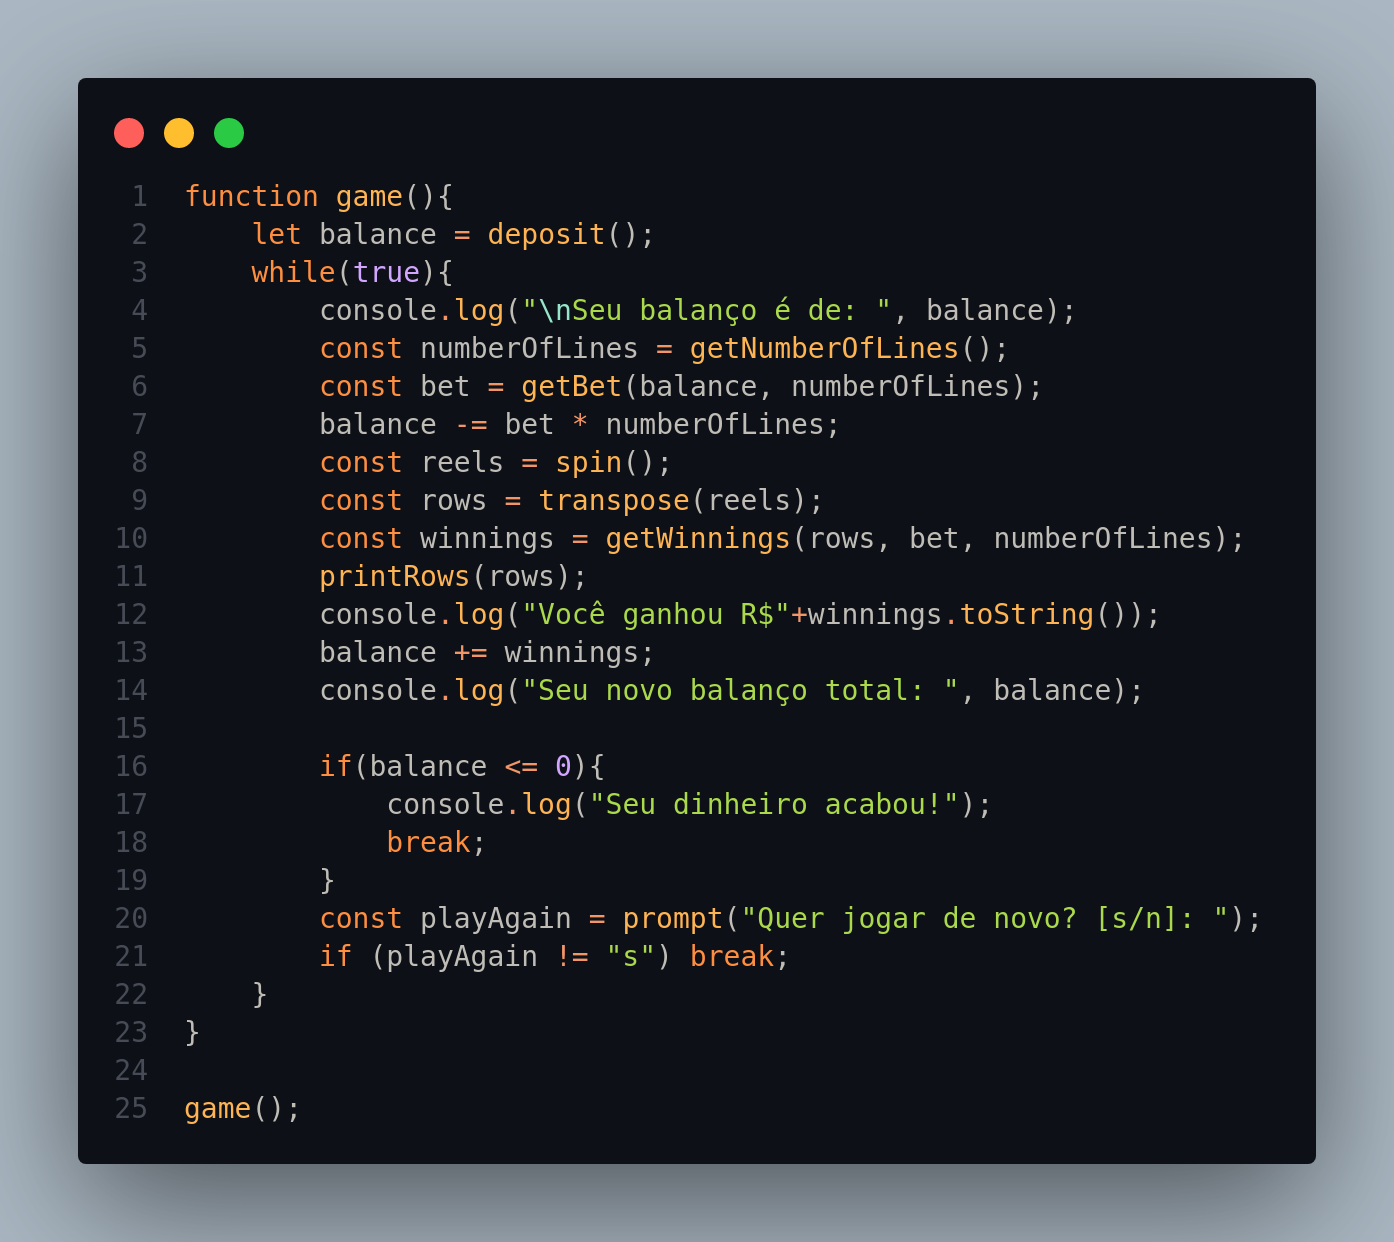 1 function game(){
2     let balance = deposit();
3     while(true){
4         console.log("\nSeu balanço é de: ", balance);
5         const numberOfLines = getNumberOfLines();
6         const bet = getBet(balance, numberOfLines);
7         balance -= bet * numberOfLines;
8         const reels = spin();
9         const rows = transpose(reels);
10         const winnings = getWinnings(rows, bet, numberOfLines);
11         printRows(rows);
12         console.log("Você ganhou R$"+winnings.toString());
13         balance += winnings;
14         console.log("Seu novo balanço total: ", balance);
15
16         if(balance <= 0){
17             console.log("Seu dinheiro acabou!");
18             break;
19         }
20         const playAgain = prompt("Quer jogar de novo? [s/n]: ");
21         if (playAgain != "s") break;
22     }
23 }
24
25 game();